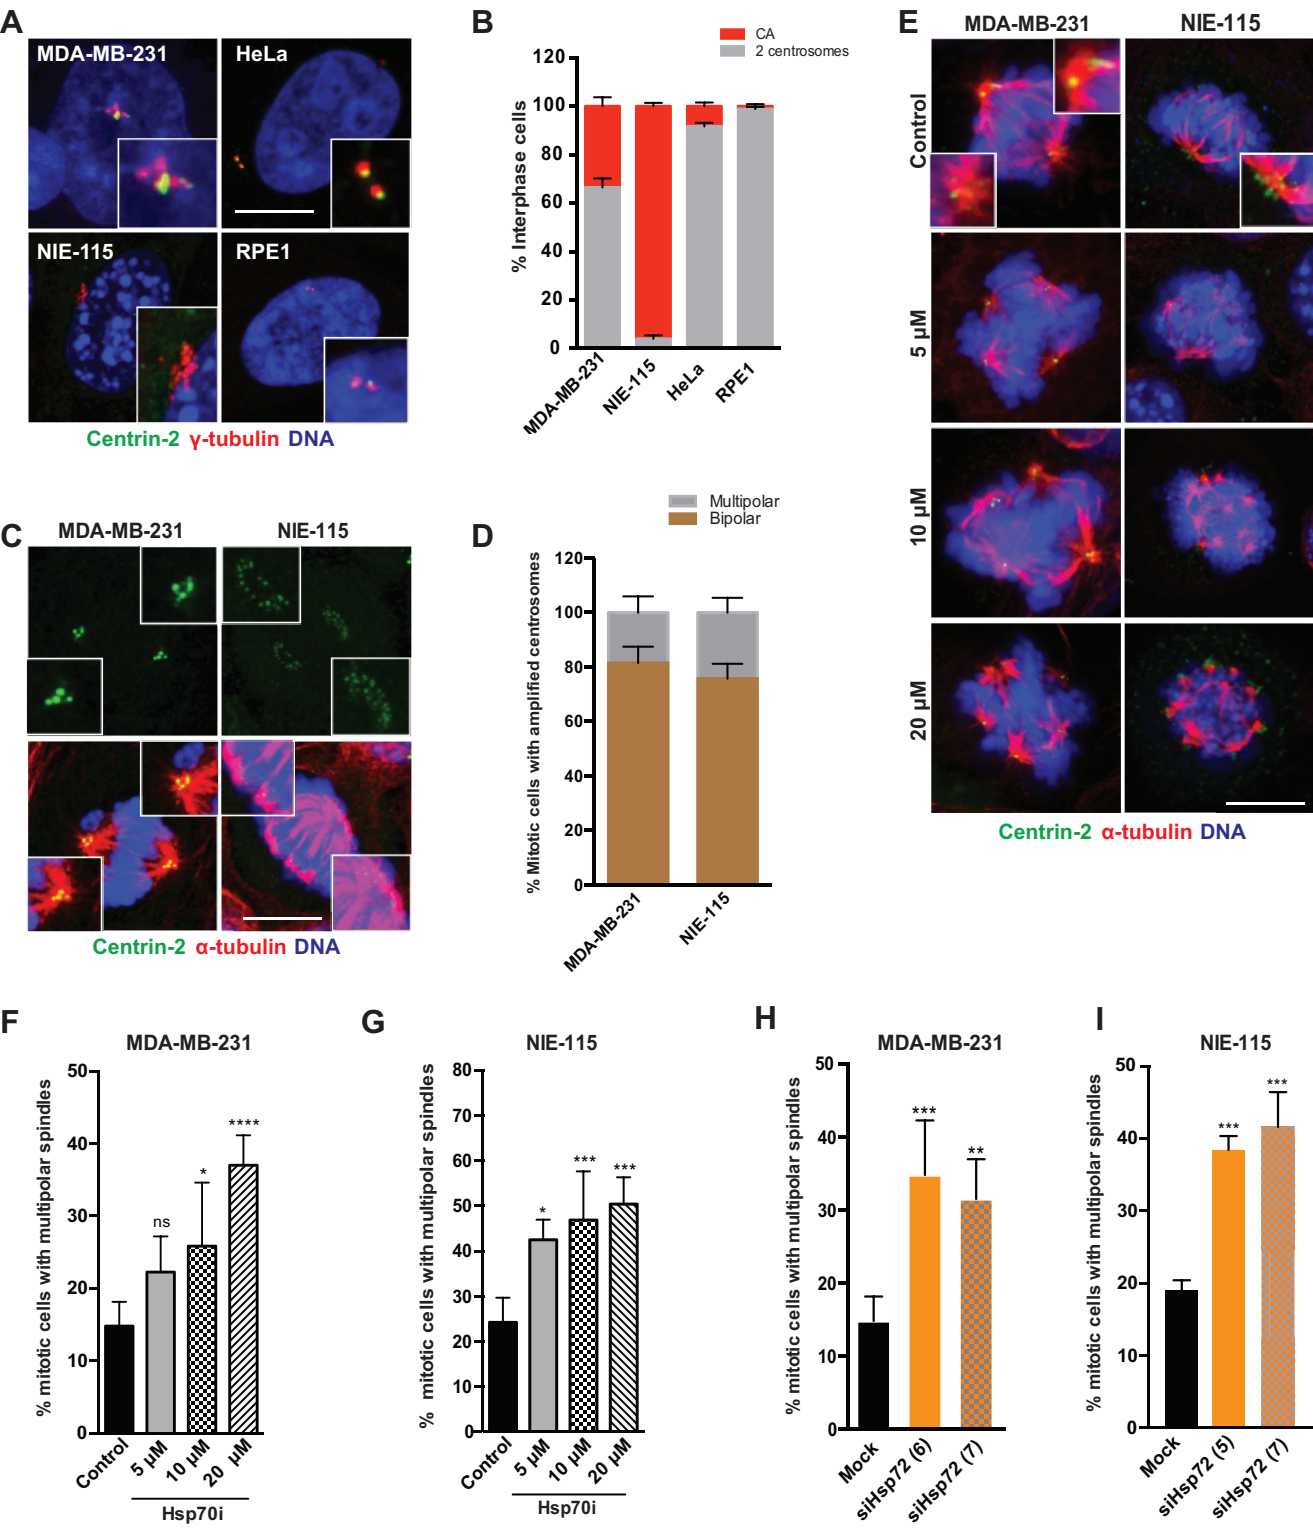 A
MDA-MB-231
HeLa
NIE-115
RPE1
Centrin-2 γ-tubulin DNA
B
CA
2 centrosomes
% Interphase cells
120
100
80
60
40
20
0
MDA-MB-231
NIE-115
HeLa
RPE1
C
MDA-MB-231
NIE-115
Centrin-2 α-tubulin DNA
D
Multipolar
Bipolar
% Mitotic cells with amplified centrosomes
120
100
80
60
40
20
0
MDA-MB-231
NIE-115
E
MDA-MB-231
NIE-115
Control
5 µM
10 µM
20 µM
Centrin-2 α-tubulin DNA
F
MDA-MB-231
% mitotic cells with multipolar spindles
50
40
30
20
10
0
ns
*
****
Control
5 µM
10 µM
20 µM
Hsp70i
G
NIE-115
% mitotic cells with multipolar spindles
80
70
60
50
40
30
20
10
0
*
***
***
Control
5 µM
10 µM
20 µM
Hsp70i
H
MDA-MB-231
% mitotic cells with multipolar spindles
50
40
30
20
10
0
***
**
Mock
siHsp72 (6)
siHsp72 (7)
I
NIE-115
% mitotic cells with multipolar spindles
50
40
30
20
10
0
***
***
Mock
siHsp72 (5)
siHsp72 (7)